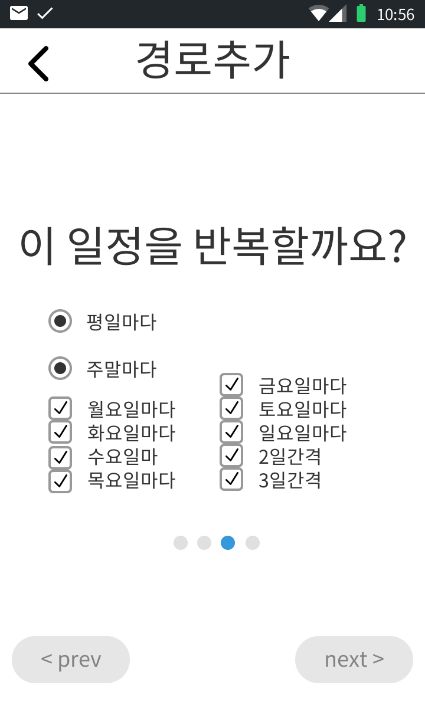 10:56
경로추가
이 일정을 반복할까요?
평일마다
주말마다
월요일마다
화요일마다
수요일마
목요일마다
금요일마다
토요일마다
일요일마다
2일간격
3일간격
< prev
next >